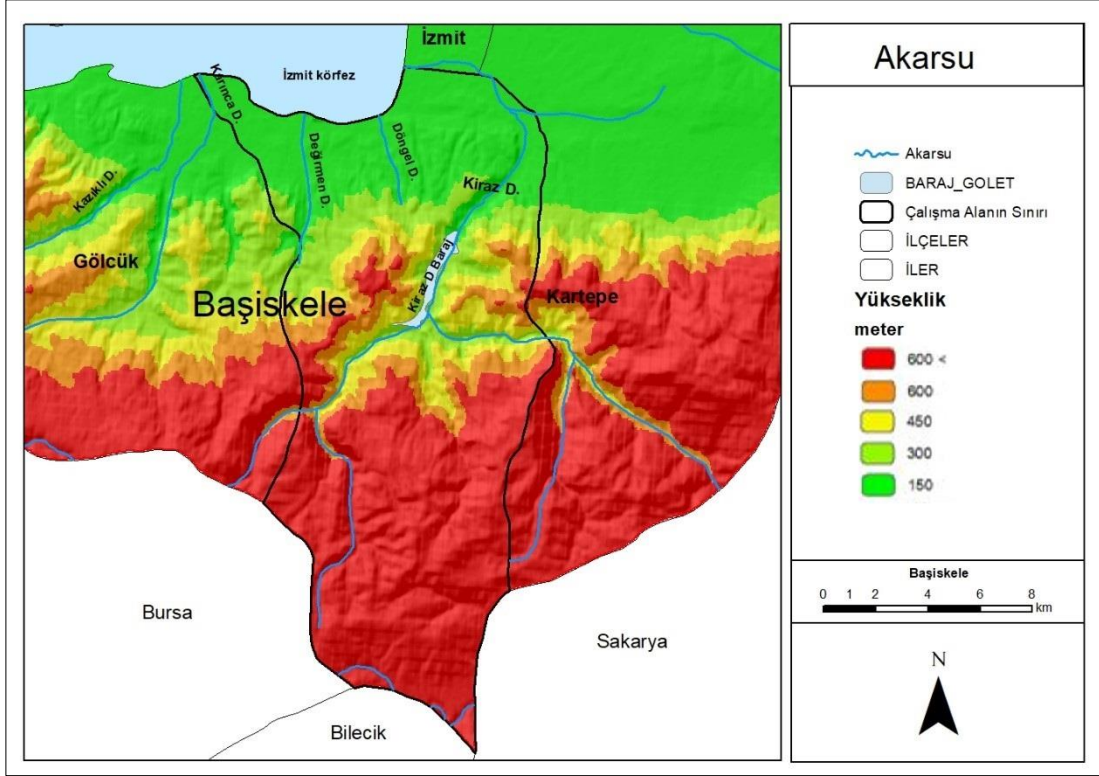 İzmit
İzmit körfez
Karınca D.
Değirmen D.
Döngel D.
Kazıklı D.
Kiraz D.
Gölcük
Kiraz D Baraj
Başiskele
Kartepe
Bursa
Sakarya
Bilecik
Akarsu
Akarsu
BARAJ_GOLET
Çalışma Alanın Sınırı
İLÇELER
İLER
Yükseklik
meter
600 <
600
450
300
150
Başiskele
0 1 2 4 6 8
km
N